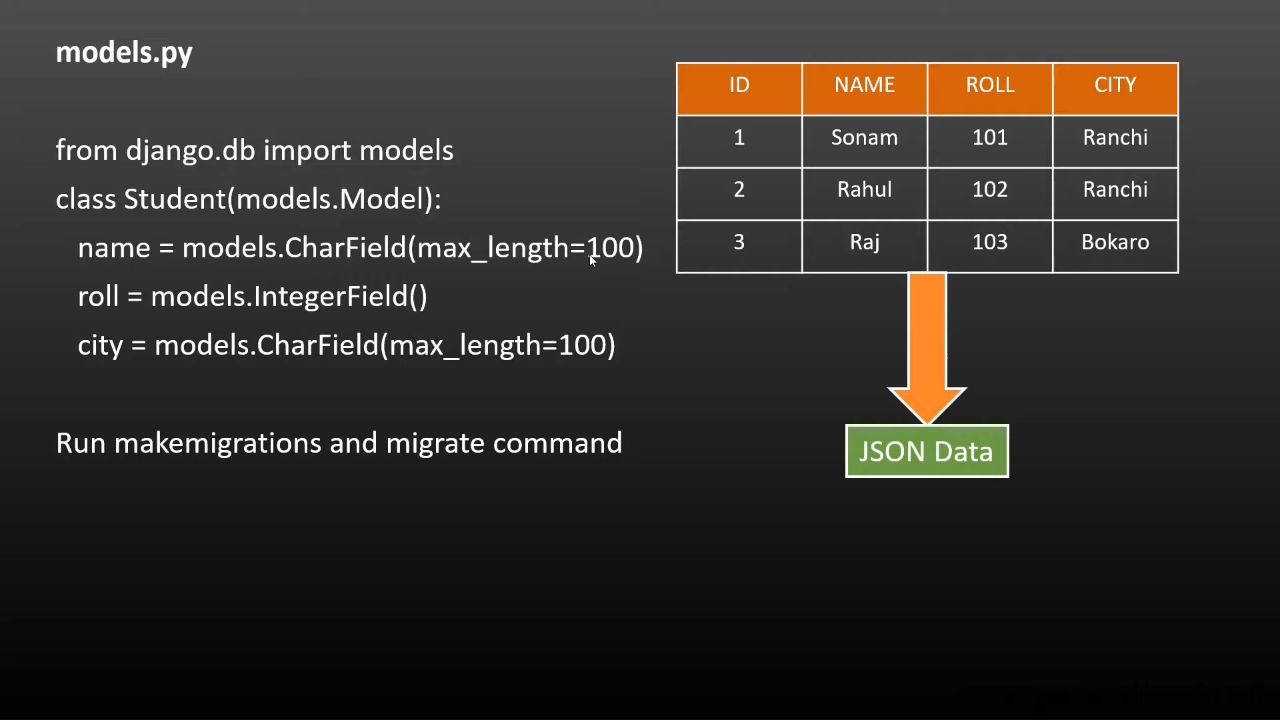 models.py
from django.db import models
class Student(models.Model):
name = models.CharField(max_length=100)
roll = models.IntegerField()
city = models.CharField(max_length=100)
Run makemigrations and migrate command
ID NAME ROLL CITY
1 Sonam 101 Ranchi
2 Rahul 102 Ranchi
3 Raj 103 Bokaro
JSON Data